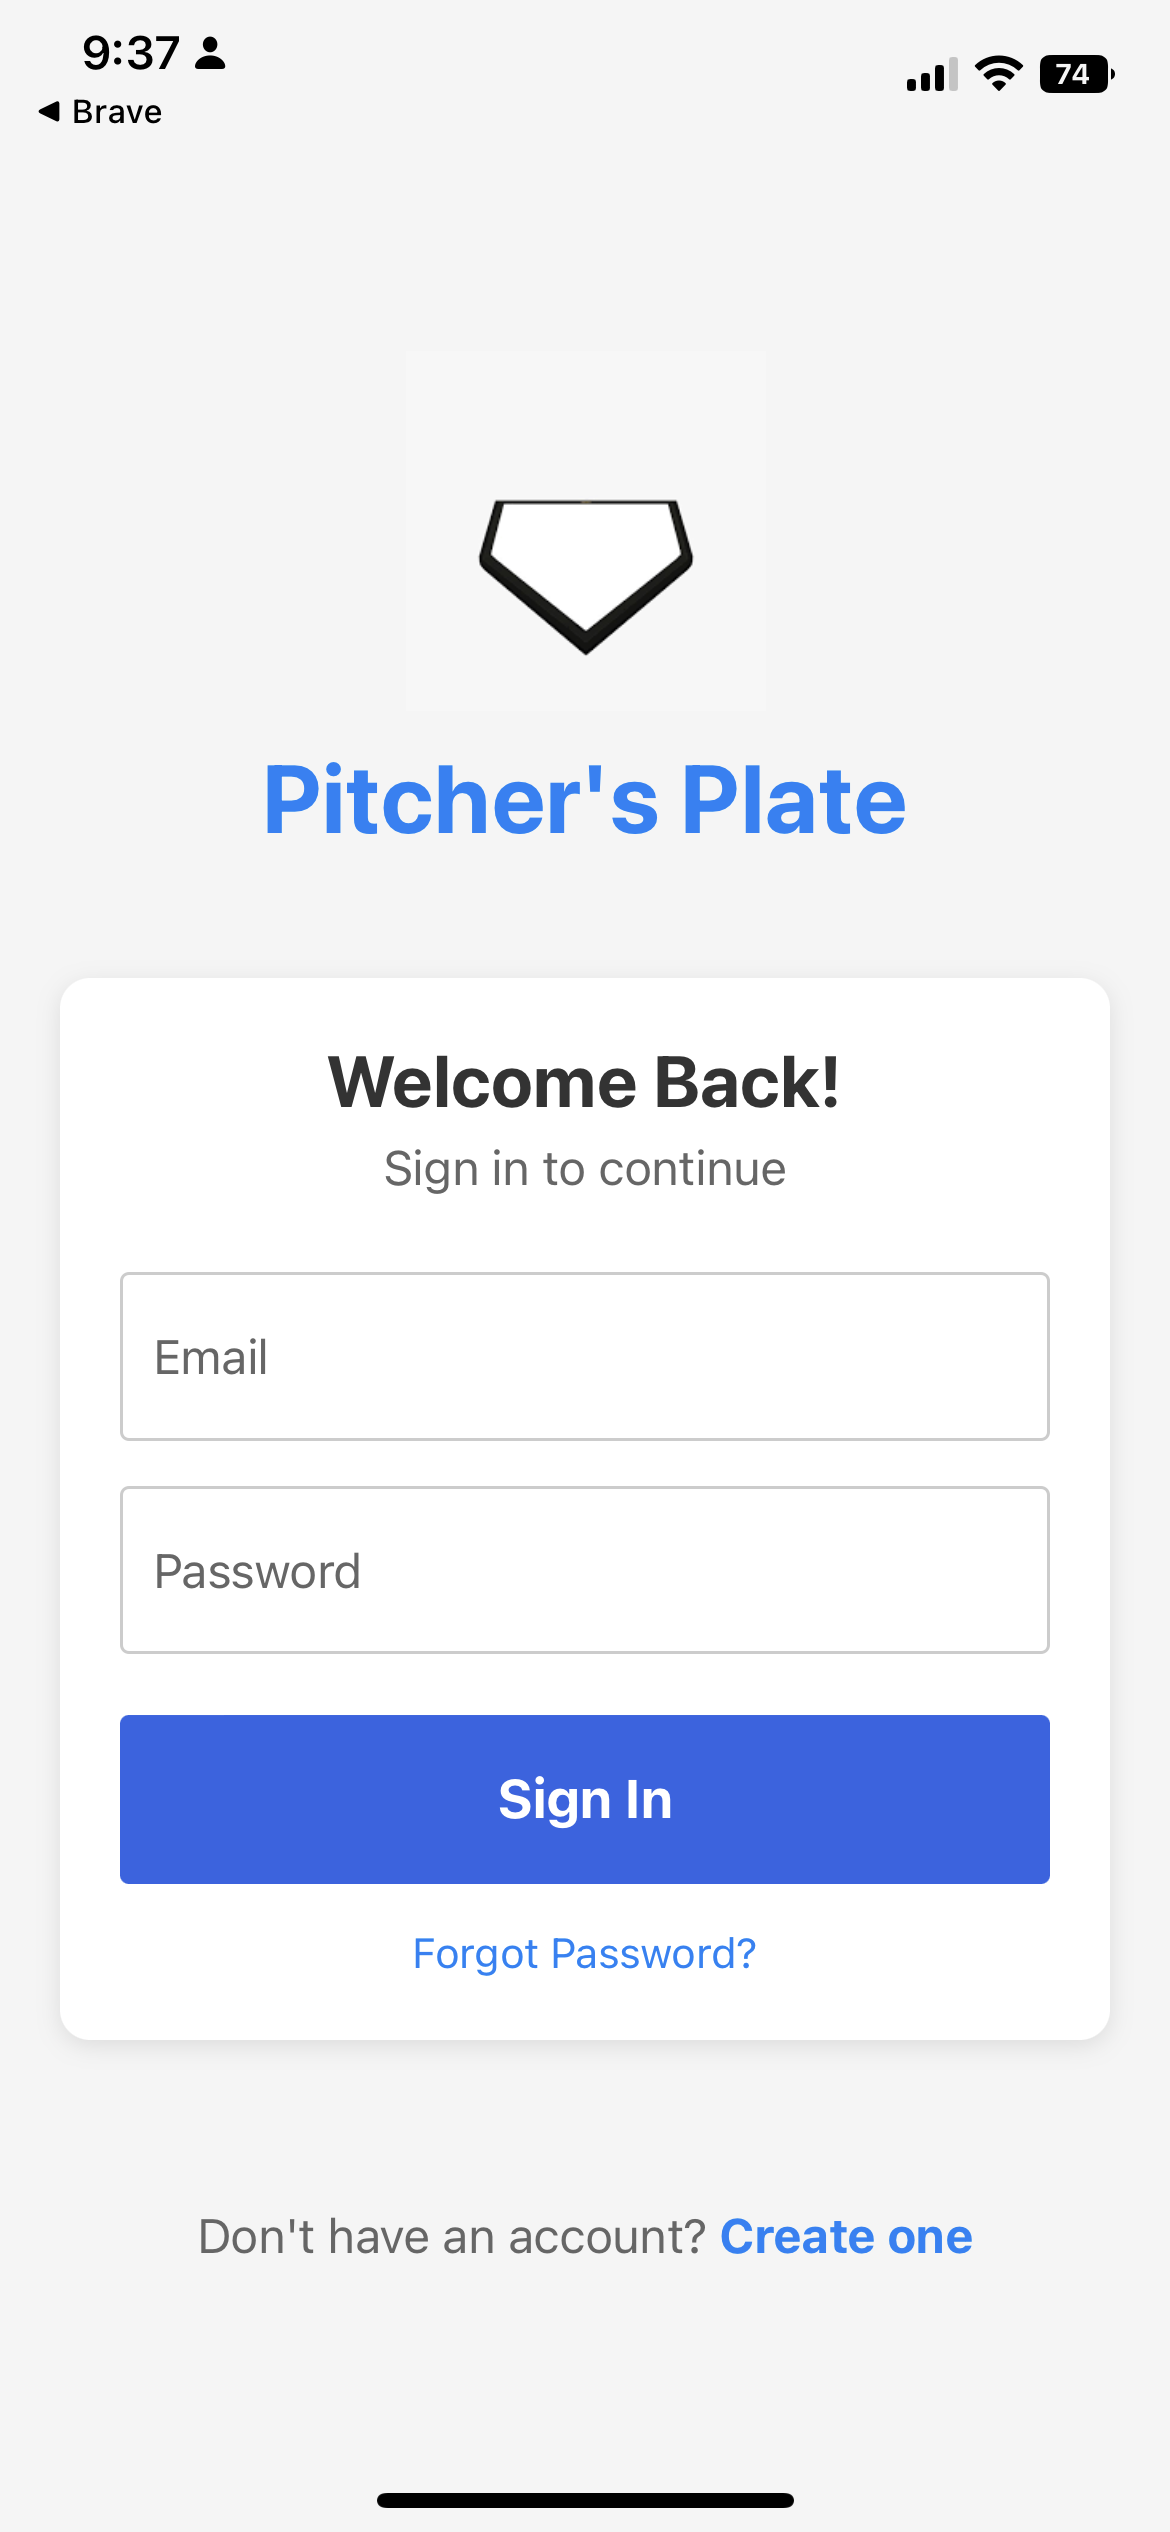 9:37
74
Brave
Pitcher's Plate
Welcome Back!
Sign in to continue
Email
Password
Sign In
Forgot Password?
Don't have an account? Create one